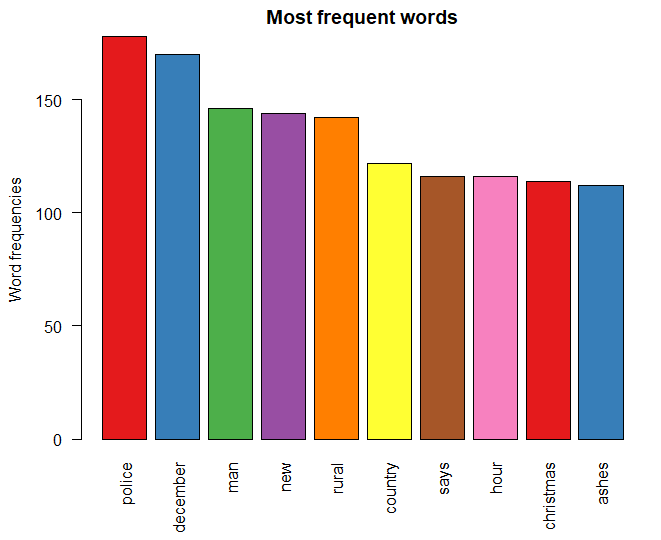 Most frequent words
Word frequencies
150
100
50
0
police
december
man
new
rural
country
says
hour
christmas
ashes